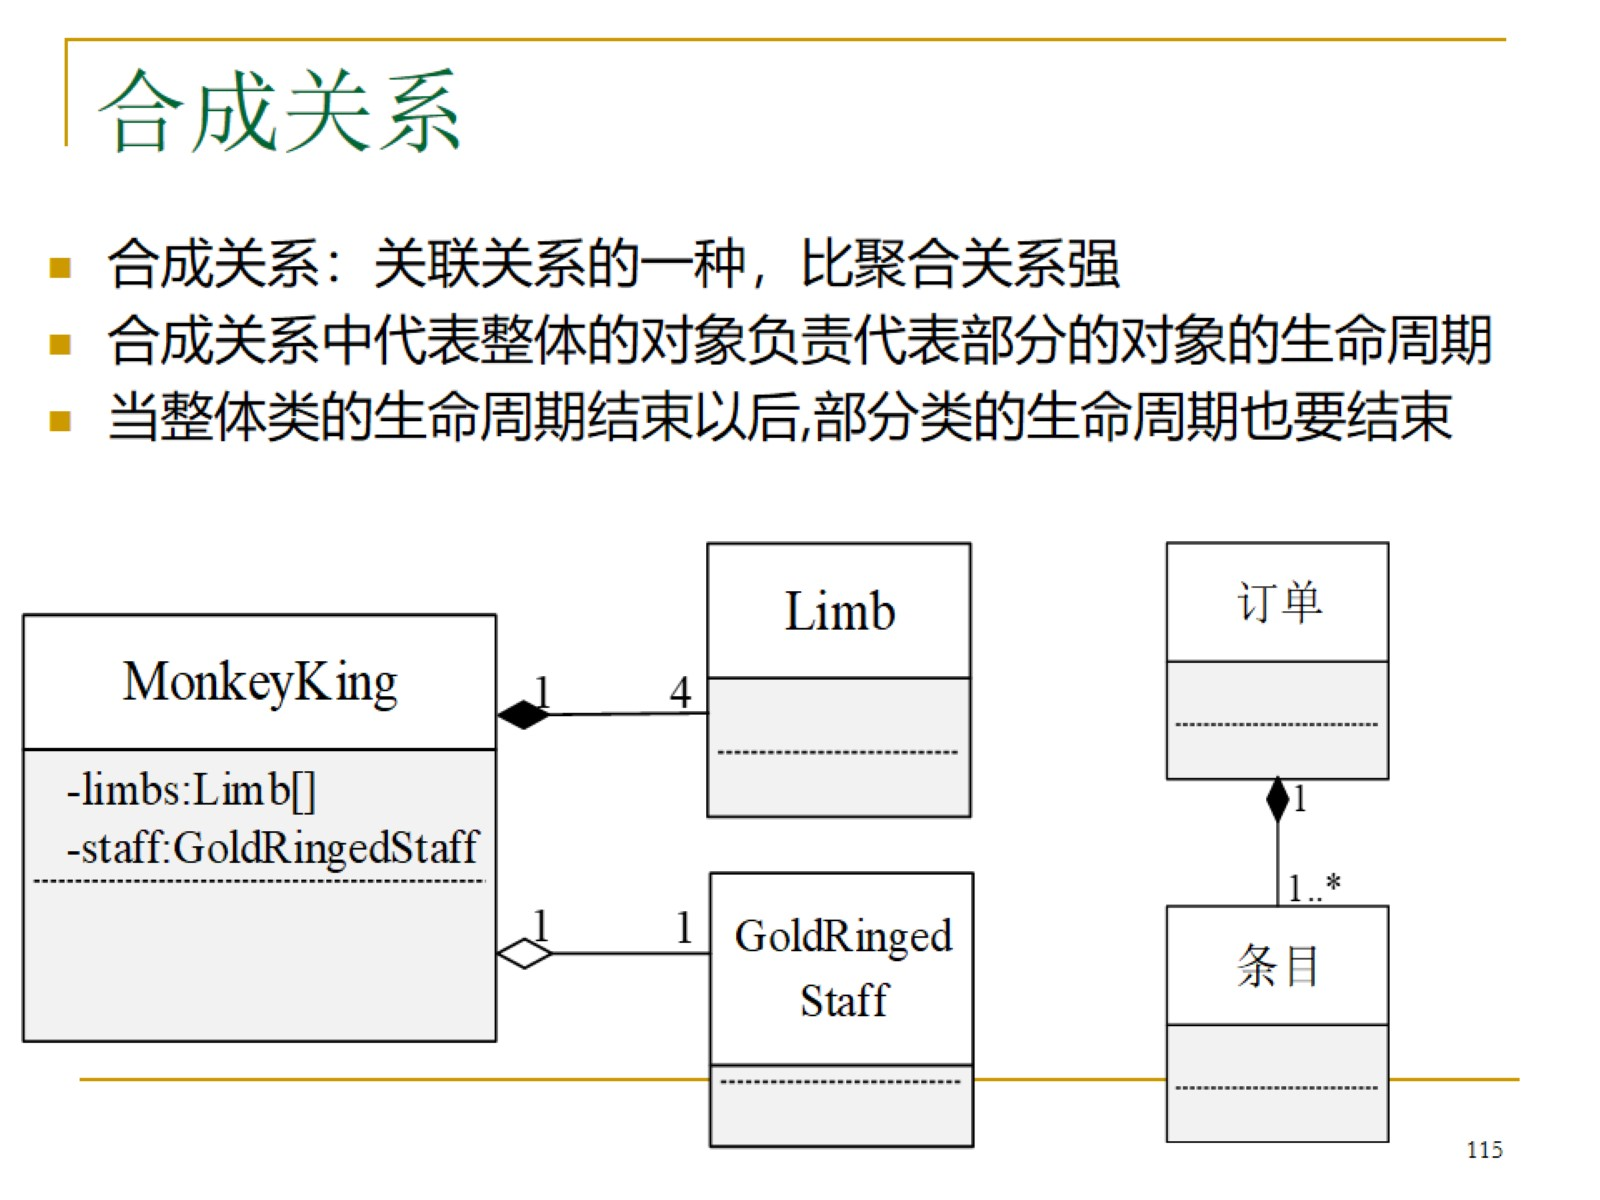 合成关系
合成关系：关联关系的一种，比聚合关系强
合成关系中代表整体的对象负责代表部分的对象的生命周期
当整体类的生命周期结束以后,部分类的生命周期也要结束
MonkeyKing
-limbs:Limb[]
-staff:GoldRingedStaff
1
4
Limb
1
1
GoldRinged
Staff
订单
1
1..*
条目
115